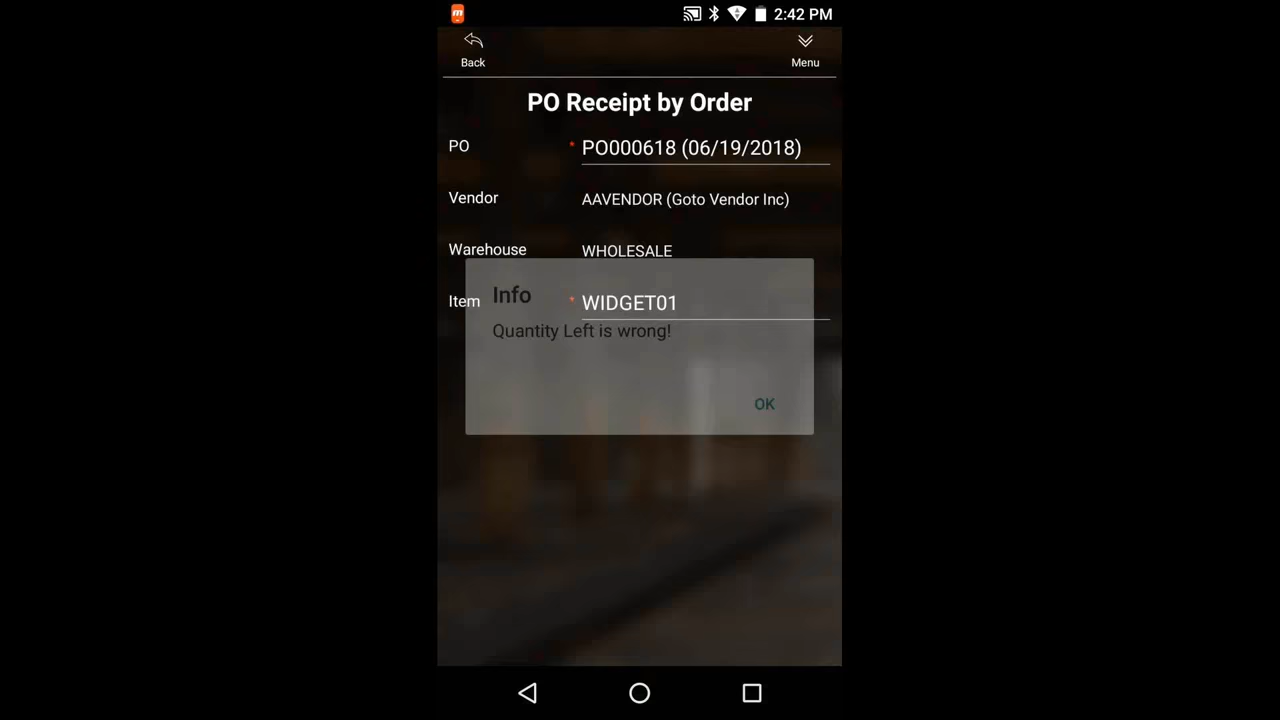 2:42 PM
Back
Menu
PO Receipt by Order
PO * PO000618 (06/19/2018)
Vendor AAVENDOR (Goto Vendor Inc)
Warehouse WHOLESALE
Item * WIDGET01
Info
Quantity Left is wrong!
OK